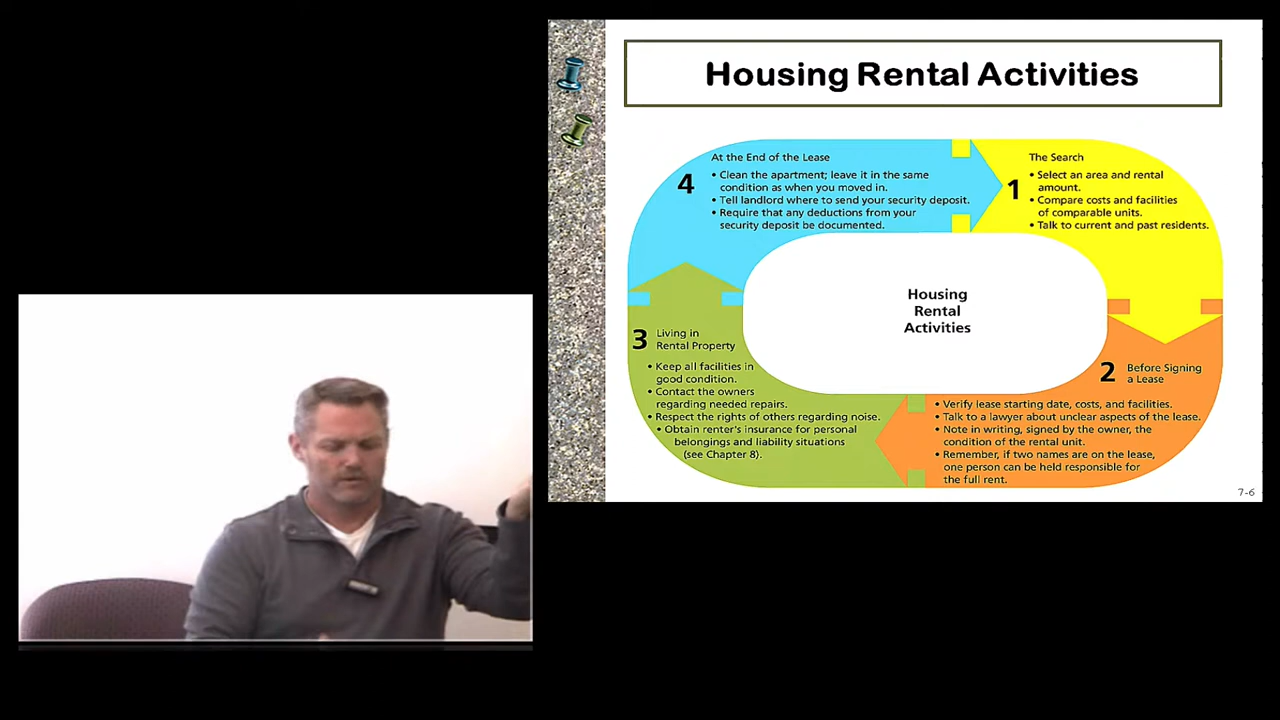 Housing Rental Activities
At the End of the Lease
4
• Clean the apartment; leave it in the same
condition as when you moved in.
• Tell landlord where to send your security deposit.
• Require that any deductions from your
security deposit be documented.
The Search
1
• Select an area and rental
amount.
• Compare costs and facilities
of comparable units.
• Talk to current and past residents.
Housing
Rental
Activities
3
Living in
Rental Property
• Keep all facilities in
good condition.
• Contact the owners
regarding needed repairs.
• Respect the rights of others regarding noise.
• Obtain renter's insurance for personal
belongings and liability situations
(see Chapter 8).
2
Before Signing
a Lease
• Verify lease starting date, costs, and facilities.
• Talk to a lawyer about unclear aspects of the lease.
• Note in writing, signed by the owner, the
condition of the rental unit.
• Remember, if two names are on the lease,
one person can be held responsible for
the full rent.
7-6